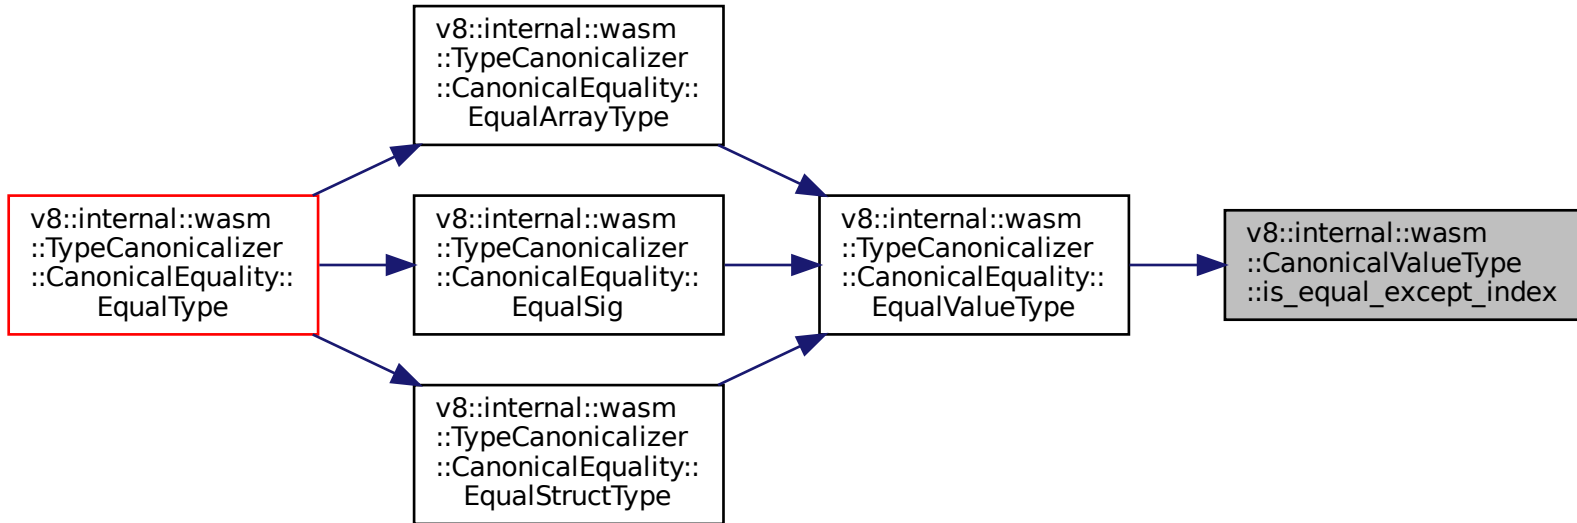 v8::internal::wasm
::TypeCanonicalizer
::CanonicalEquality::
EqualType
v8::internal::wasm
::TypeCanonicalizer
::CanonicalEquality::
EqualArrayType
v8::internal::wasm
::TypeCanonicalizer
::CanonicalEquality::
EqualSig
v8::internal::wasm
::TypeCanonicalizer
::CanonicalEquality::
EqualStructType
v8::internal::wasm
::TypeCanonicalizer
::CanonicalEquality::
EqualValueType
v8::internal::wasm
::CanonicalValueType
::is_equal_except_index